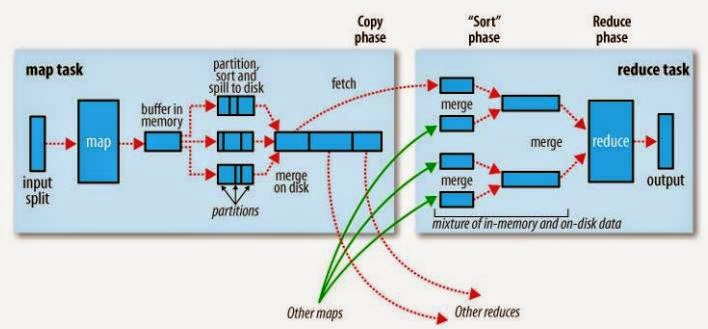 Copy
phase
“Sort”
phase
Reduce
phase
map task
partition,
sort and
spill to disk
fetch
reduce task
buffer in
memory
map
merge
merge
reduce
input
split
merge
on disk
merge
output
partitions
mixture of in-memory and on-disk data
Other maps
Other reduces